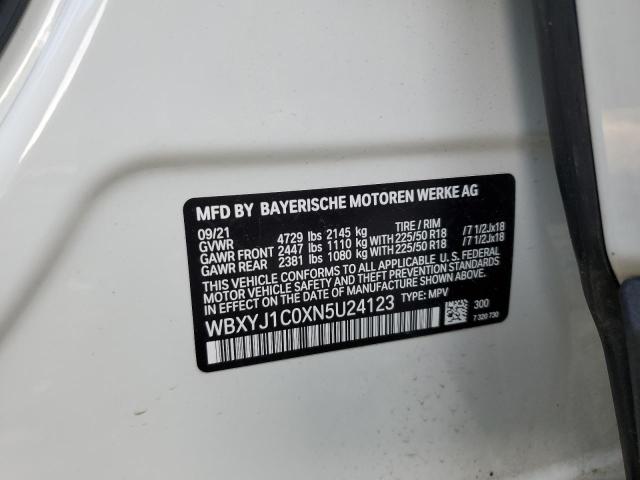 MFD BY BAYERISCHE MOTOREN WERKE AG
09/21 TIRE / RIM
GVWR 4729 lbs 2145 kg
GAWR FRONT 2447 lbs 1110 kg WITH 225/50 R18 /7 1/2Jx18
GAWR REAR 2381 lbs 1080 kg WITH 225/50 R18 /7 1/2Jx18
THIS VEHICLE CONFORMS TO ALL APPLICABLE U.S. FEDERAL
MOTOR VEHICLE SAFETY AND THEFT PREVENTION STANDARDS
IN EFFECT ON THE DATE OF MANUFACTURE SHOWN ABOVE.
WBXYJ1C0XN5U24123 TYPE: MPV
300
7 320 730